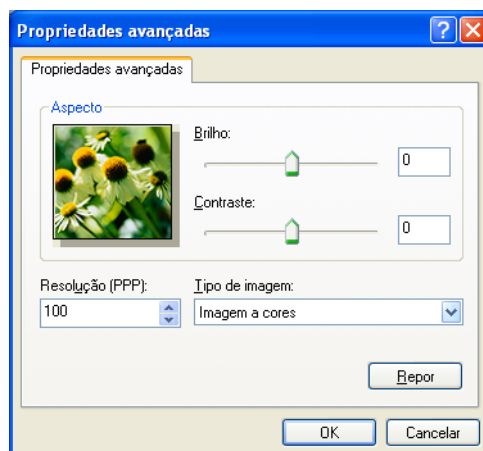 Propriedades avançadas
Propriedades avançadas
Aspecto
Brilho:
0
Contraste:
0
Resolução (PPP):
Tipo de imagem:
100
Imagem a cores
Repor
OK
Cancelar